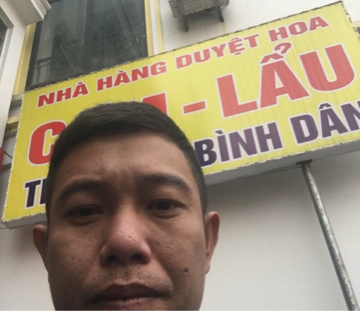 NHÀ HÀNG DUYỆT HOA
- LẨU
BÌNH DÂN